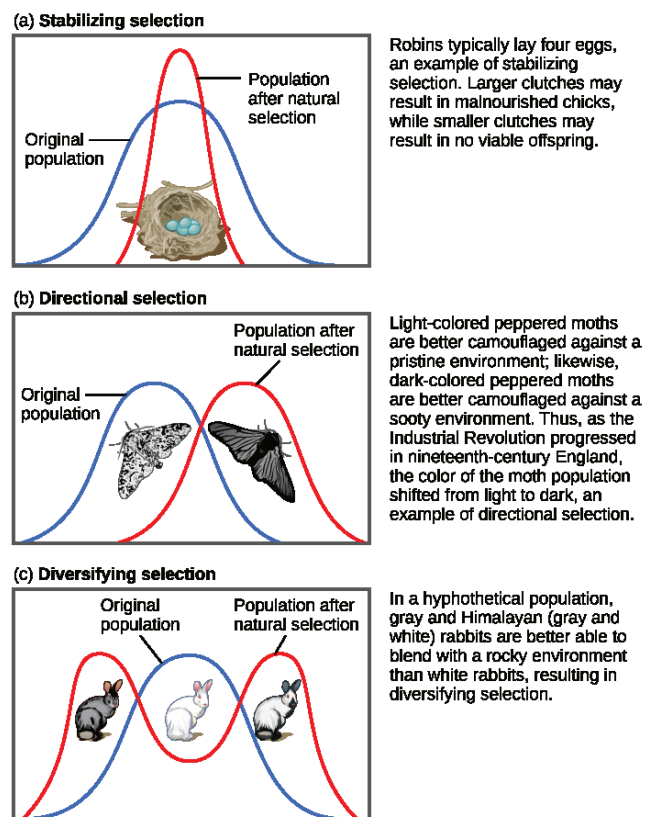 (a) Stabilizing selection
Population
after natural
selection
Original
population
Robins typically lay four eggs,
an example of stabilizing
selection. Larger clutches may
result in malnourished chicks,
while smaller clutches may
result in no viable offspring.
(b) Directional selection
Population after
natural selection
Original
population
Light-colored peppered moths
are better camouflaged against a
pristine environment; likewise,
dark-colored peppered moths
are better camouflaged against a
sooty environment. Thus, as the
Industrial Revolution progressed
in nineteenth-century England,
the color of the moth population
shifted from light to dark, an
example of directional selection.
(c) Diversifying selection
Original
population
Population after
natural selection
In a hyphothetical population,
gray and Himalayan (gray and
white) rabbits are better able to
blend with a rocky environment
than white rabbits, resulting in
diversifying selection.